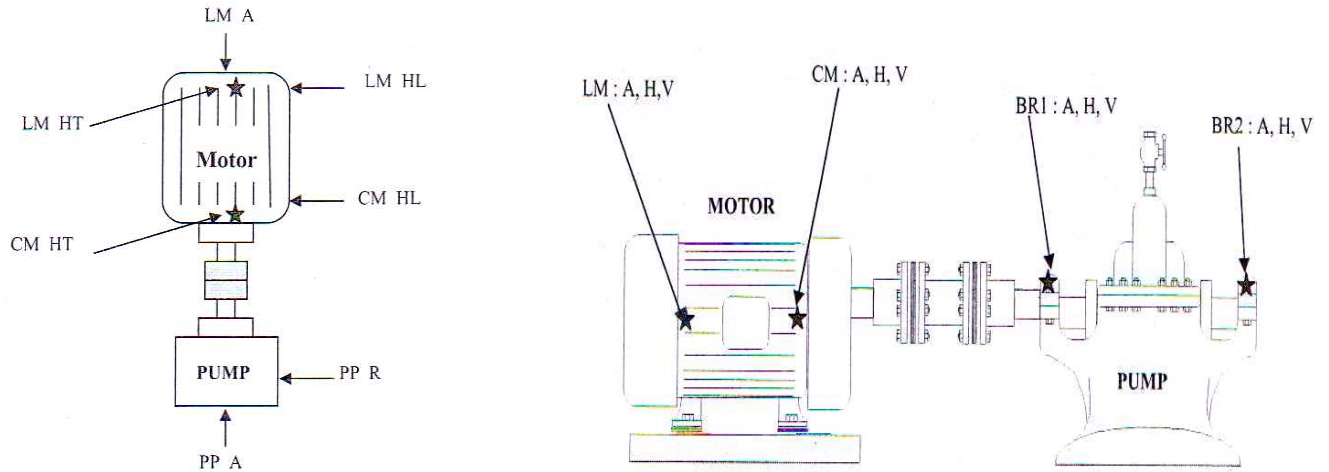 LM A
LM HL
LM HT
Motor
CM HL
CM HT
PUMP
PP R
PP A
LM : A, H,V
CM : A, H, V
BR1 : A, H, V
BR2 : A, H, V
MOTOR
PUMP